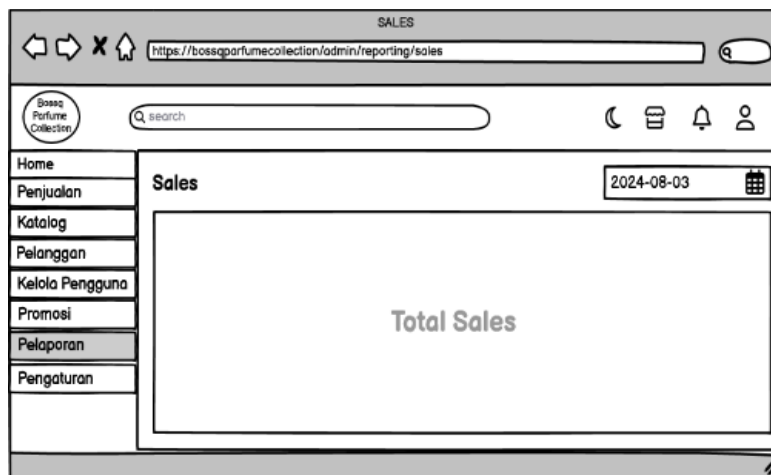 SALES
https://bossqparfumecollection/admin/reporting/sales
Bossq
Parfume
Collection
search
Home
Penjualan
Katalog
Pelanggan
Kelola Pengguna
Promosi
Pelaporan
Pengaturan
Sales
2024-08-03
Total Sales